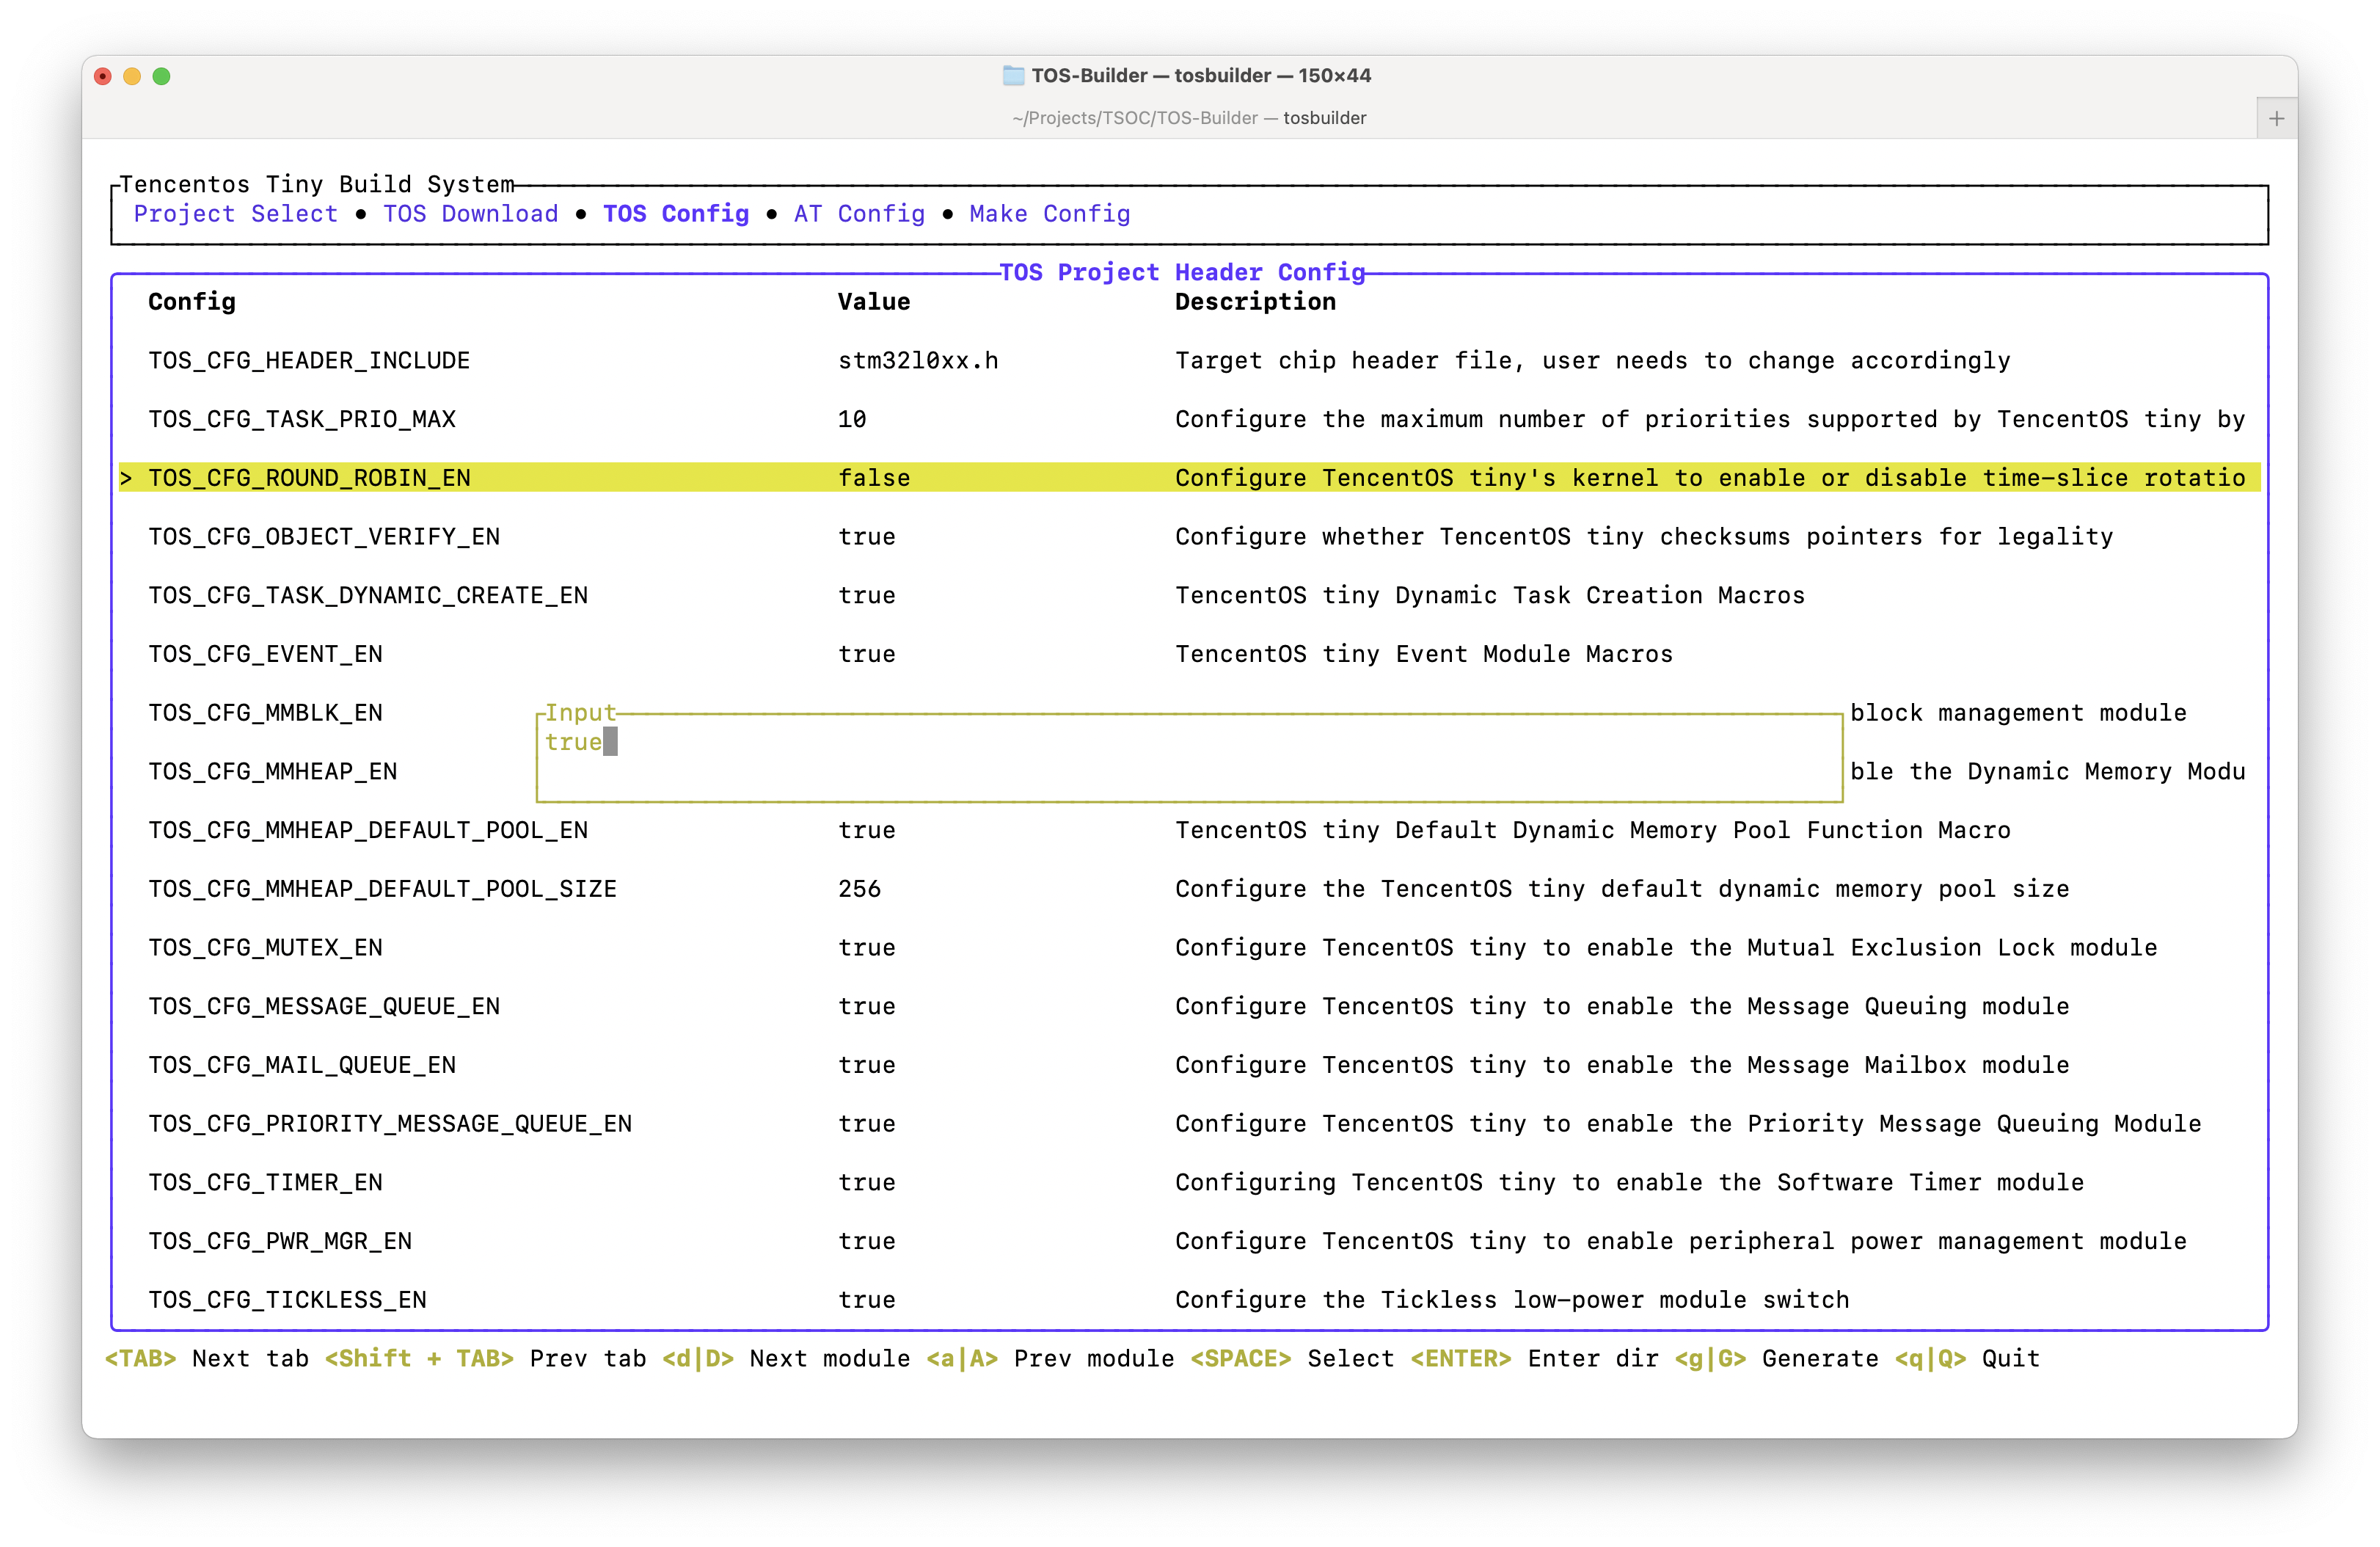 TOS-Builder — tosbuilder — 150×44
~/Projects/TSOC/TOS-Builder — tosbuilder
+
Tencentos Tiny Build System
Project Select • TOS Download • TOS Config • AT Config • Make Config
TOS Project Header Config
Config Value Description
TOS_CFG_HEADER_INCLUDE stm32l0xx.h Target chip header file, user needs to change accordingly
TOS_CFG_TASK_PRIO_MAX 10 Configure the maximum number of priorities supported by TencentOS tiny by
> TOS_CFG_ROUND_ROBIN_EN false Configure TencentOS tiny's kernel to enable or disable time-slice rotatio
TOS_CFG_OBJECT_VERIFY_EN true Configure whether TencentOS tiny checksums pointers for legality
TOS_CFG_TASK_DYNAMIC_CREATE_EN true TencentOS tiny Dynamic Task Creation Macros
TOS_CFG_EVENT_EN true TencentOS tiny Event Module Macros
TOS_CFG_MMBLK_EN Input block management module
true
TOS_CFG_MMHEAP_EN ble the Dynamic Memory Modu
TOS_CFG_MMHEAP_DEFAULT_POOL_EN true TencentOS tiny Default Dynamic Memory Pool Function Macro
TOS_CFG_MMHEAP_DEFAULT_POOL_SIZE 256 Configure the TencentOS tiny default dynamic memory pool size
TOS_CFG_MUTEX_EN true Configure TencentOS tiny to enable the Mutual Exclusion Lock module
TOS_CFG_MESSAGE_QUEUE_EN true Configure TencentOS tiny to enable the Message Queuing module
TOS_CFG_MAIL_QUEUE_EN true Configure TencentOS tiny to enable the Message Mailbox module
TOS_CFG_PRIORITY_MESSAGE_QUEUE_EN true Configure TencentOS tiny to enable the Priority Message Queuing Module
TOS_CFG_TIMER_EN true Configuring TencentOS tiny to enable the Software Timer module
TOS_CFG_PWR_MGR_EN true Configure TencentOS tiny to enable peripheral power management module
TOS_CFG_TICKLESS_EN true Configure the Tickless low-power module switch
<TAB> Next tab <Shift + TAB> Prev tab <d|D> Next module <a|A> Prev module <SPACE> Select <ENTER> Enter dir <g|G> Generate <q|Q> Quit